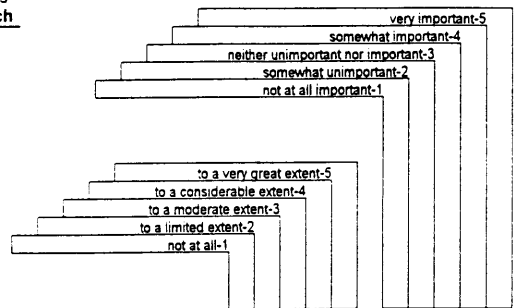 ch
very important-5
somewhat important-4
neither unimportant nor important-3
somewhat unimportant-2
not at all important-1
to a very great extent-5
to a considerable extent-4
to a moderate extent-3
to a limited extent-2
not at all-1